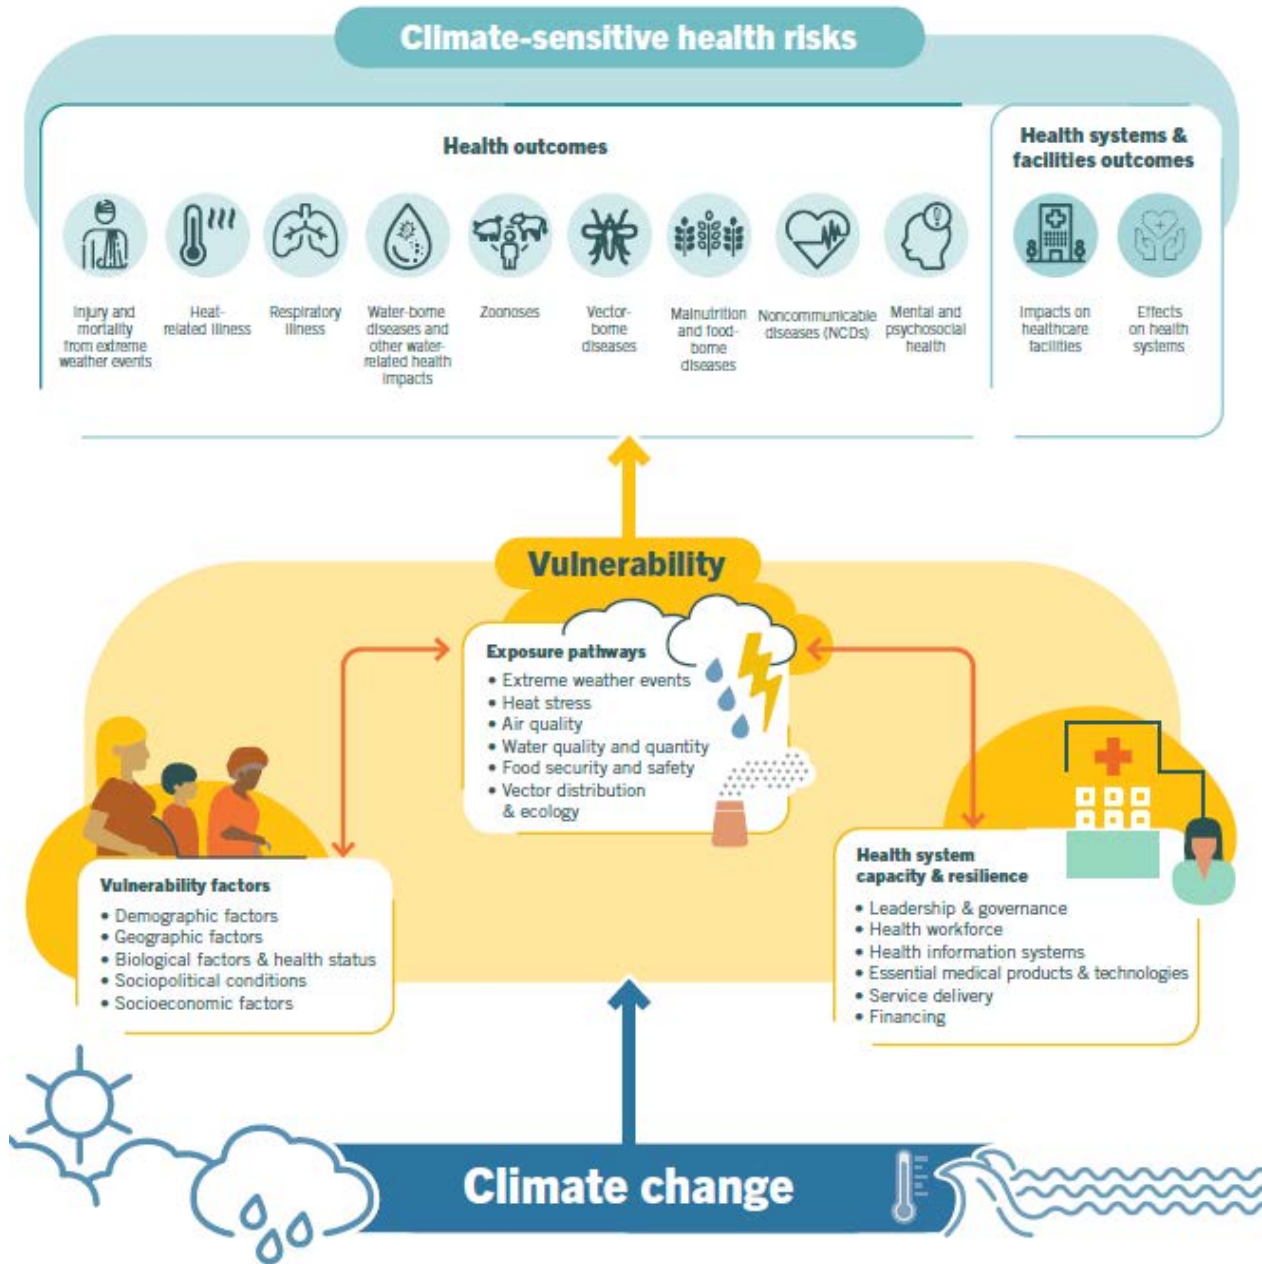 Climate-sensitive health risks
Health outcomes
Injury and
mortality
from extreme
weather events
Heat-
related illness
Respiratory
illness
Water-borne
diseases and
other water-
related health
impacts
Zoonoses
Vector-
borne
diseases
Malnutrition
and food-
borne
diseases
Noncommunicable
diseases (NCDs)
Mental and
psychosocial
health
Health systems &
facilities outcomes
Impacts on
healthcare
facilities
Effects
on health
systems
Vulnerability
Exposure pathways
• Extreme weather events
• Heat stress
• Air quality
• Water quality and quantity
• Food security and safety
• Vector distribution
& ecology
Vulnerability factors
• Demographic factors
• Geographic factors
• Biological factors & health status
• Sociopolitical conditions
• Socioeconomic factors
Health system
capacity & resilience
• Leadership & governance
• Health workforce
• Health information systems
• Essential medical products & technologies
• Service delivery
• Financing
Climate change